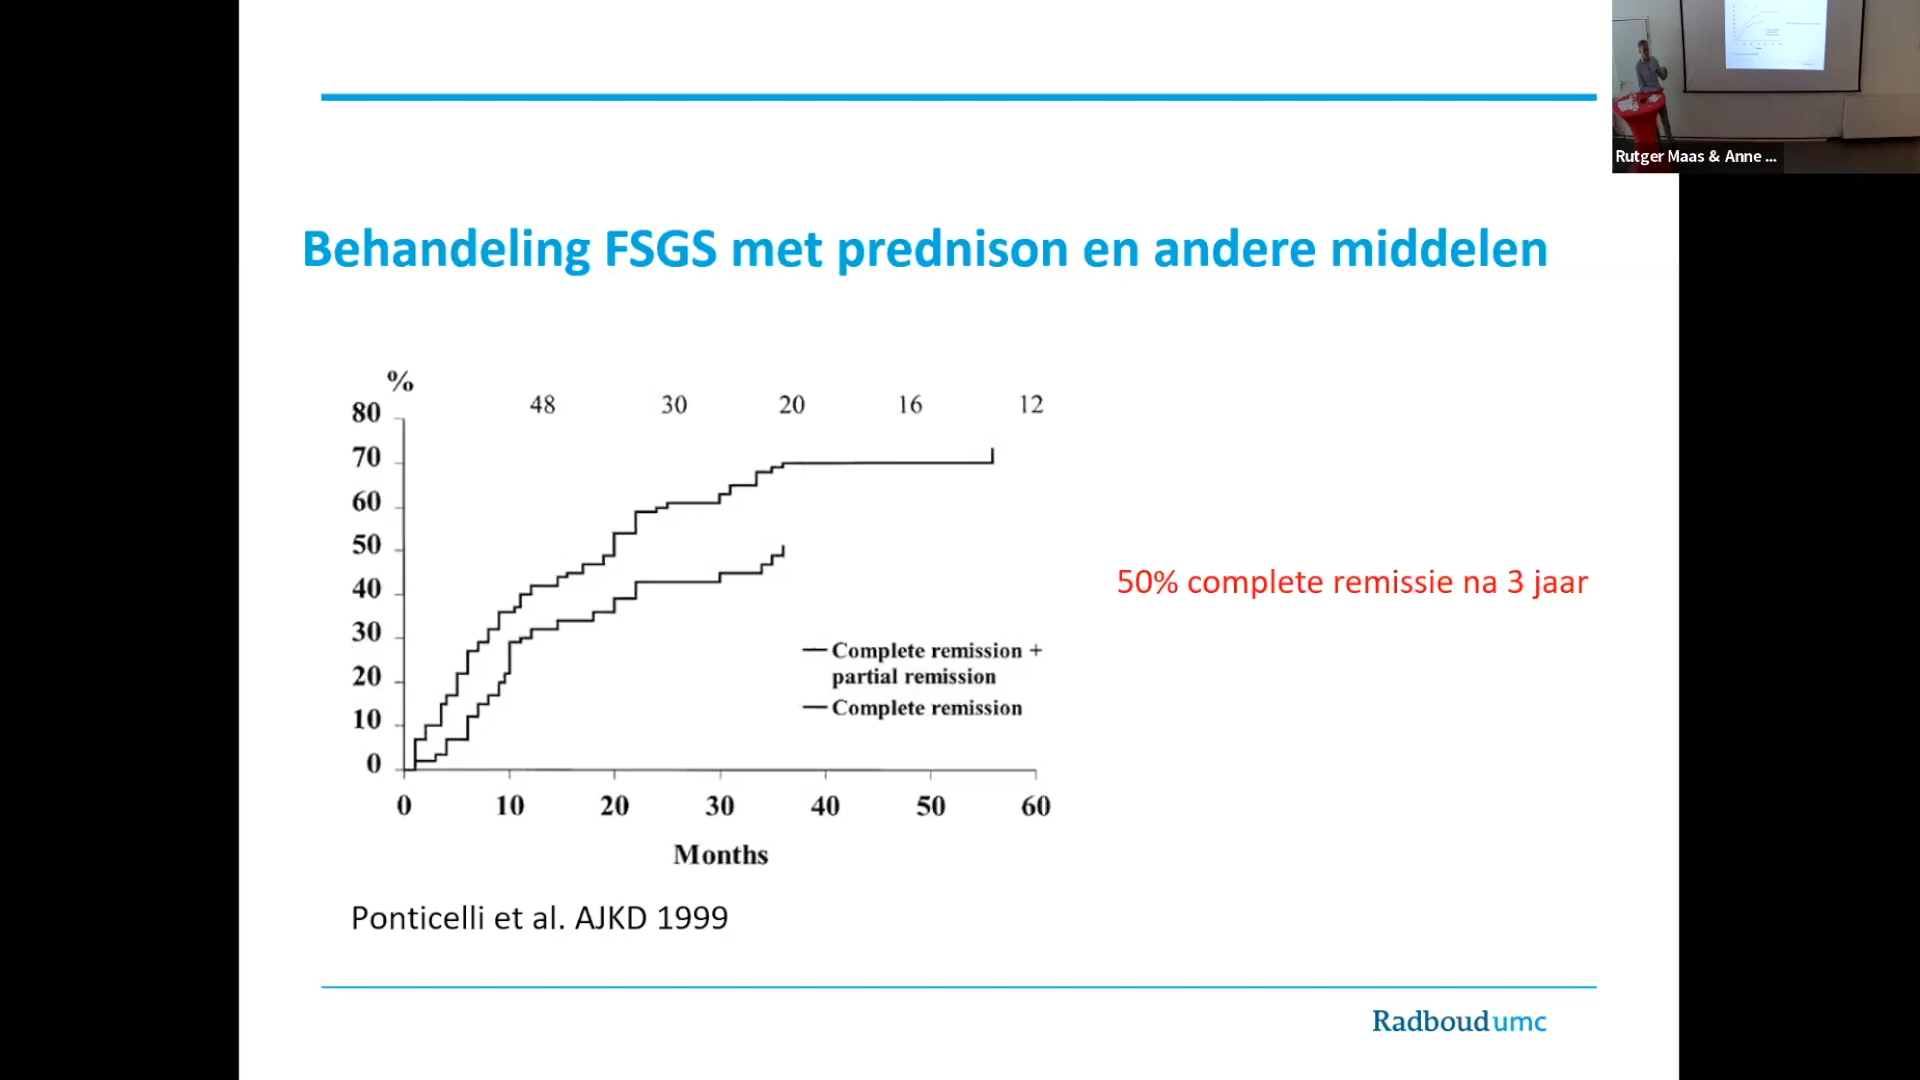 Rutger Maas & Anne ...
Behandeling FSGS met prednison en andere middelen
%
48 30 20 16 12
80
70
60
50
40
30
20
10
0
Complete remission +
partial remission
Complete remission
0 10 20 30 40 50 60
Months
50% complete remissie na 3 jaar
Ponticelli et al. AJKD 1999
Radboudumc